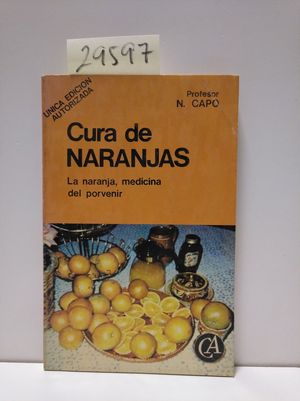 29597
UNICA EDICION
AUTORIZADA
Profesor
N. CAPO
Cura de
NARANJAS
La naranja, medicina
del porvenir
CA